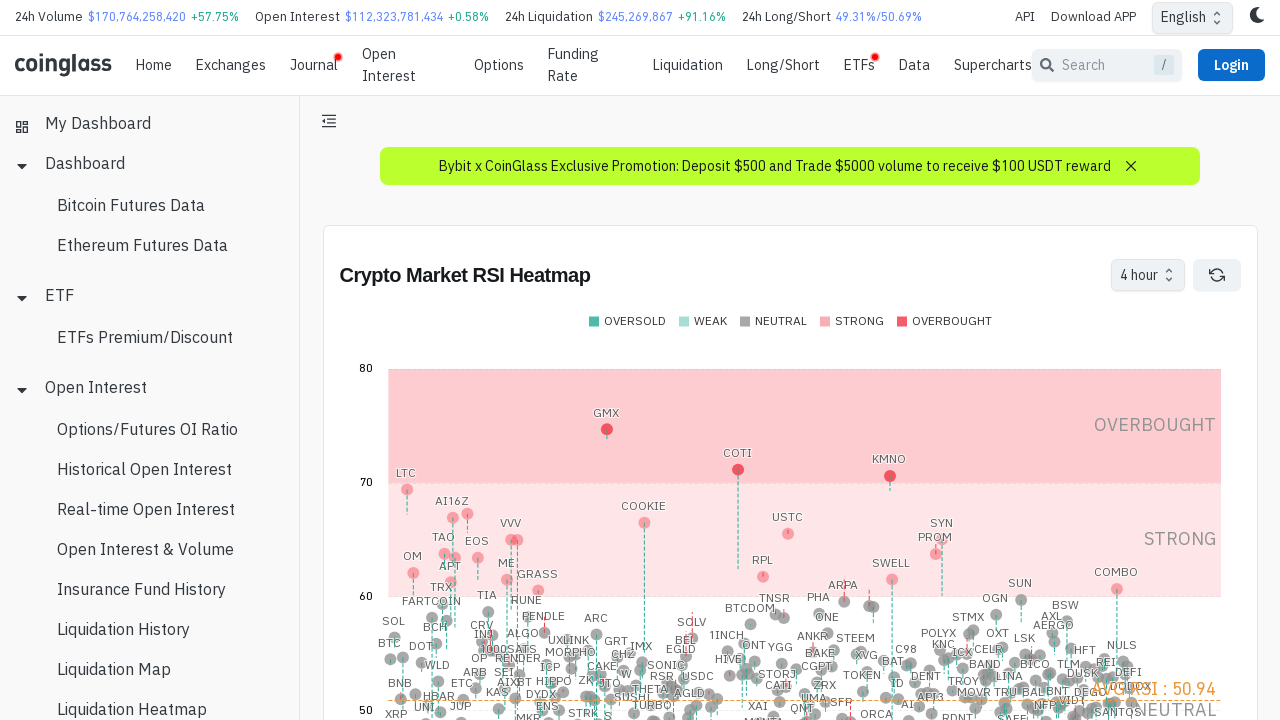 24h Volume $170,764,258,420 +57.75% Open Interest $112,323,781,434 +0.58% 24h Liquidation $245,269,867 +91.16% 24h Long/Short 49.31%/50.69% API Download APP English
coinglass Home Exchanges Journal Open Interest Options Funding Rate Liquidation Long/Short ETFs Data Supercharts Search / Login
My Dashboard
Dashboard
Bitcoin Futures Data
Ethereum Futures Data
ETF
ETFs Premium/Discount
Open Interest
Options/Futures OI Ratio
Historical Open Interest
Real-time Open Interest
Open Interest & Volume
Insurance Fund History
Liquidation History
Liquidation Map
Liquidation Heatmap
Bybit x CoinGlass Exclusive Promotion: Deposit $500 and Trade $5000 volume to receive $100 USDT reward
Crypto Market RSI Heatmap
4 hour
OVERSOLD WEAK NEUTRAL STRONG OVERBOUGHT
80
GMX
OVERBOUGHT
COTI
KMNO
LTC
70
AI16Z
COOKIE
USTC
VVV
SYN
TAO
EOS
PROM
STRONG
OM
APT
ME
RPL
SWELL
GRASS
COMBO
TRX
ARPA
SUN
60
FARTCOIN
TIA
RUNE
TNSR
PHA
OGN
BSW
BTCDOM
SOL
BCH
CRV
PENDLE
ARC
SOLV
ONE
STMX
AXL
AERGO
BTC
DOT
INJ
ALGO
UXLINK
GRT
BEL
1INCH
ANKR
STEEM
POLYX
OXT
LSK
1000SATS
MORPHO
IMX
EGLD
ONT
YGG
BAKE
XVG
C98
KNC
ICX
CELR
HFT
NULS
WLD
OP
RENDER
ICP
CAKE
CHZ
SONIC
HIVE
CGPT
BAT
BAND
BICO
TLM
REI
BNB
ETC
ARB
SEI
HIPPO
ZK
JTO
W
RSR
USDC
STORJ
TOKEN
ID
DENT
TROY
LINA
DUSK
DEFI
HBAR
KAS
AIXBT
DYDX
SUSHI
THETA
AGLD
CATI
ZRX
UMA
API3
MOVR
TRU
BAL
BNT
AVG RSI : 50.94
XRP
UNI
JUP
ENS
STRK
TURBO
XAI
QNT
ORCA
AI
RDNT
SANTOS
NEUTRAL
50
MKR